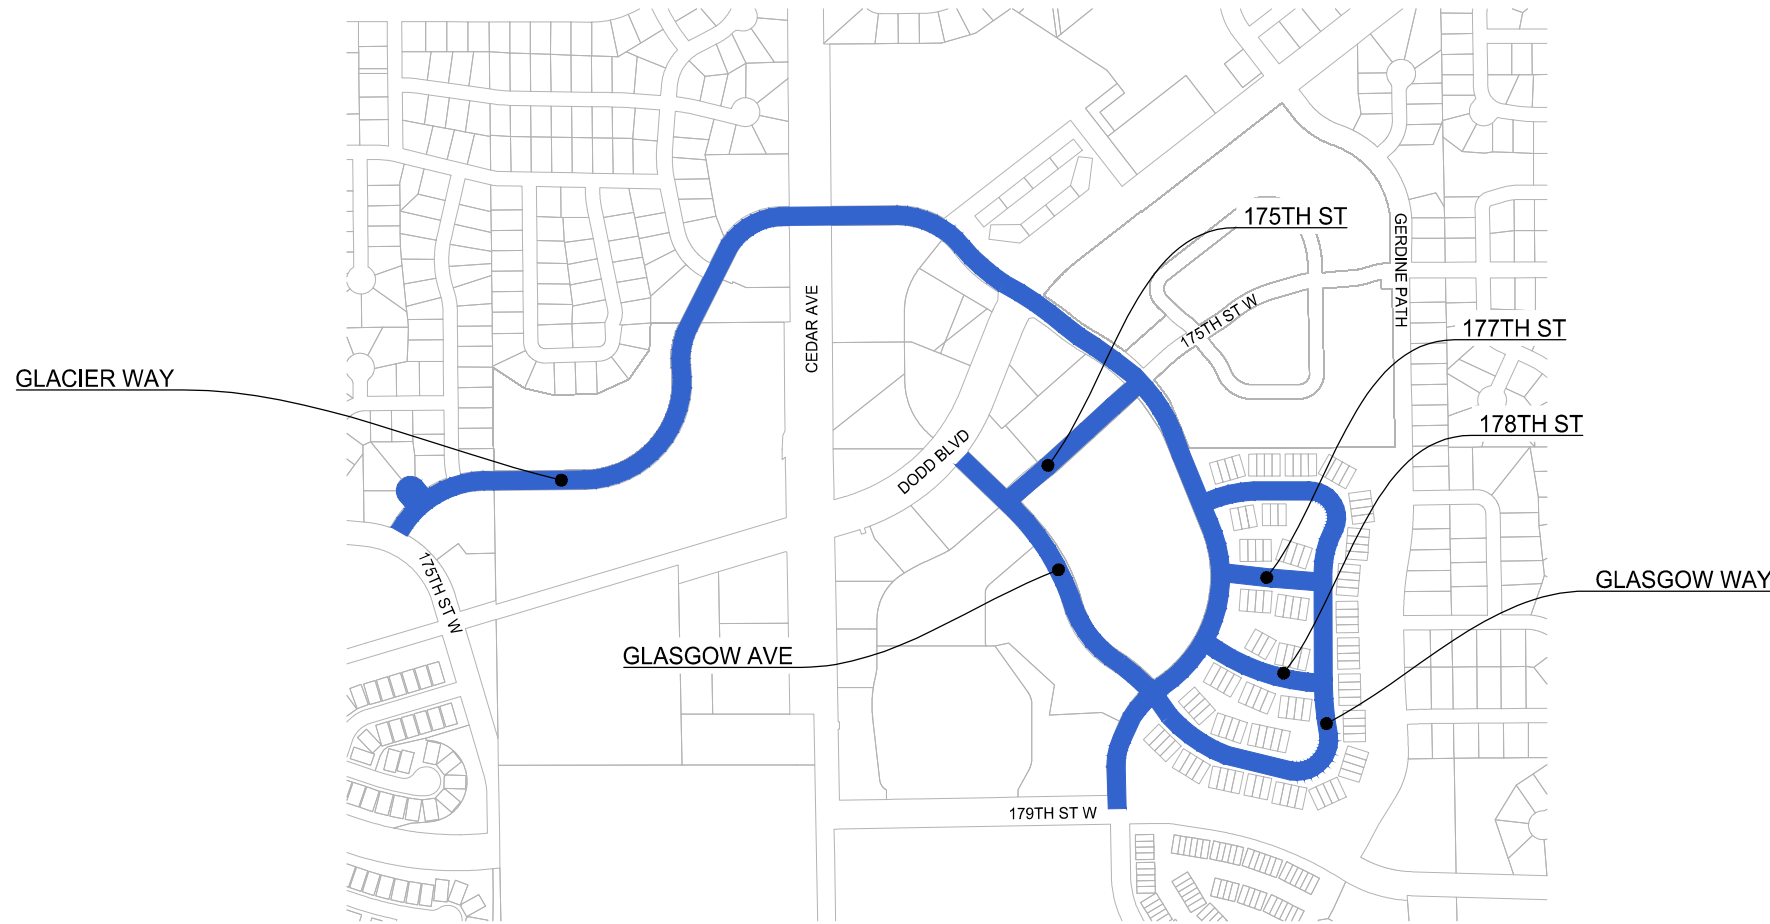 175TH ST
GERDINE PATH
CEDAR AVE
175TH ST W
177TH ST
GLACIER WAY
178TH ST
DODD BLVD
175TH ST W
GLASGOW WAY
GLASGOW AVE
179TH ST W